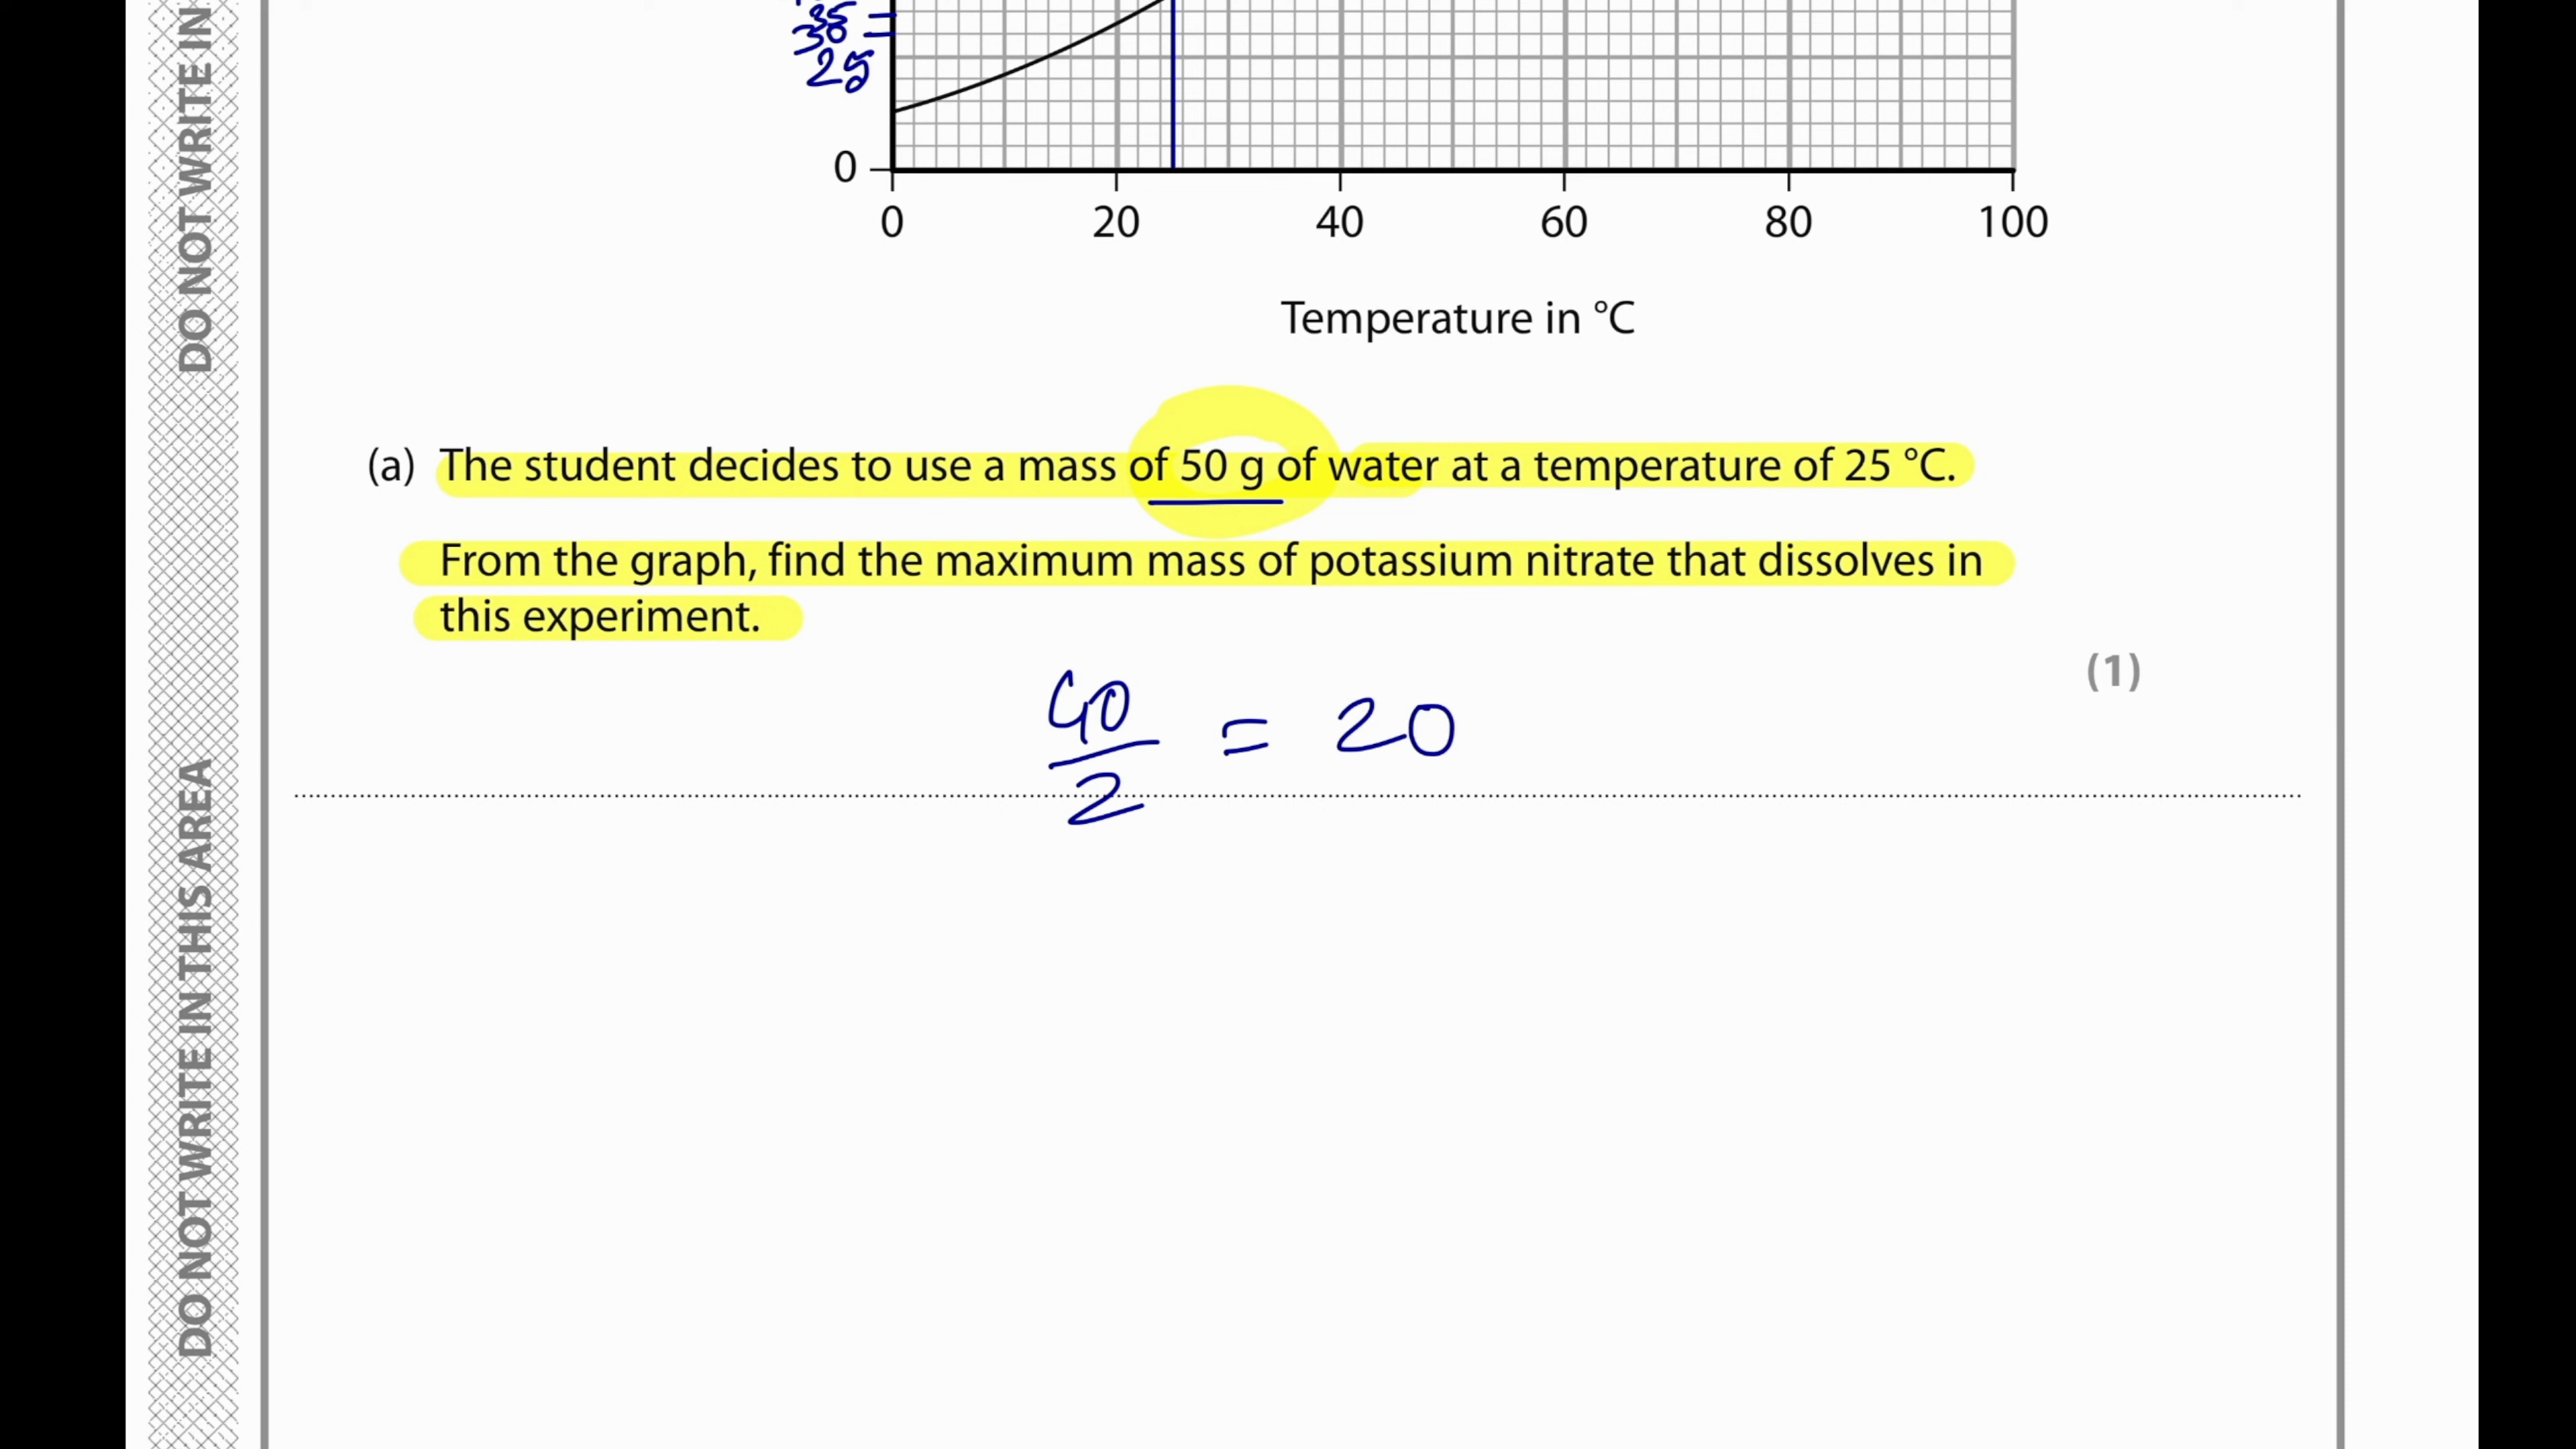 35
30
25
0
0 20 40 60 80 100
Temperature in °C
(a) The student decides to use a mass of 50 g of water at a temperature of 25 °C.
From the graph, find the maximum mass of potassium nitrate that dissolves in
this experiment.
(1)
40/2 = 20
DO NOT WRITE IN
DO NOT WRITE IN THIS AREA